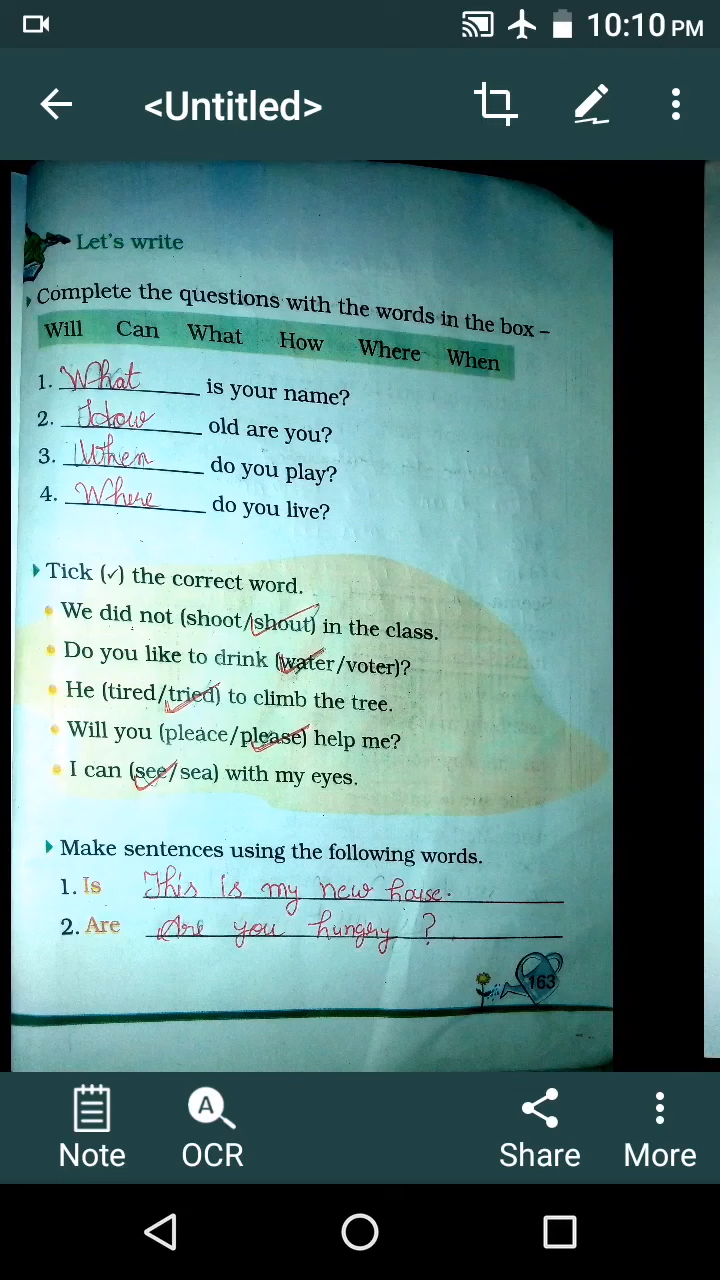 10:10 PM
<Untitled>
Let's write
Complete the questions with the words in the box –
Will Can What How Where When
1. What is your name?
2. How old are you?
3. When do you play?
4. Where do you live?
Tick (✓) the correct word.
We did not (shoot/shout) in the class.
Do you like to drink (water/voter)?
He (tired/tried) to climb the tree.
Will you (pleace/please) help me?
I can (see/sea) with my eyes.
Make sentences using the following words.
1. Is This is my new house.
2. Are Are you hungry ?
163
A
Note OCR Share More